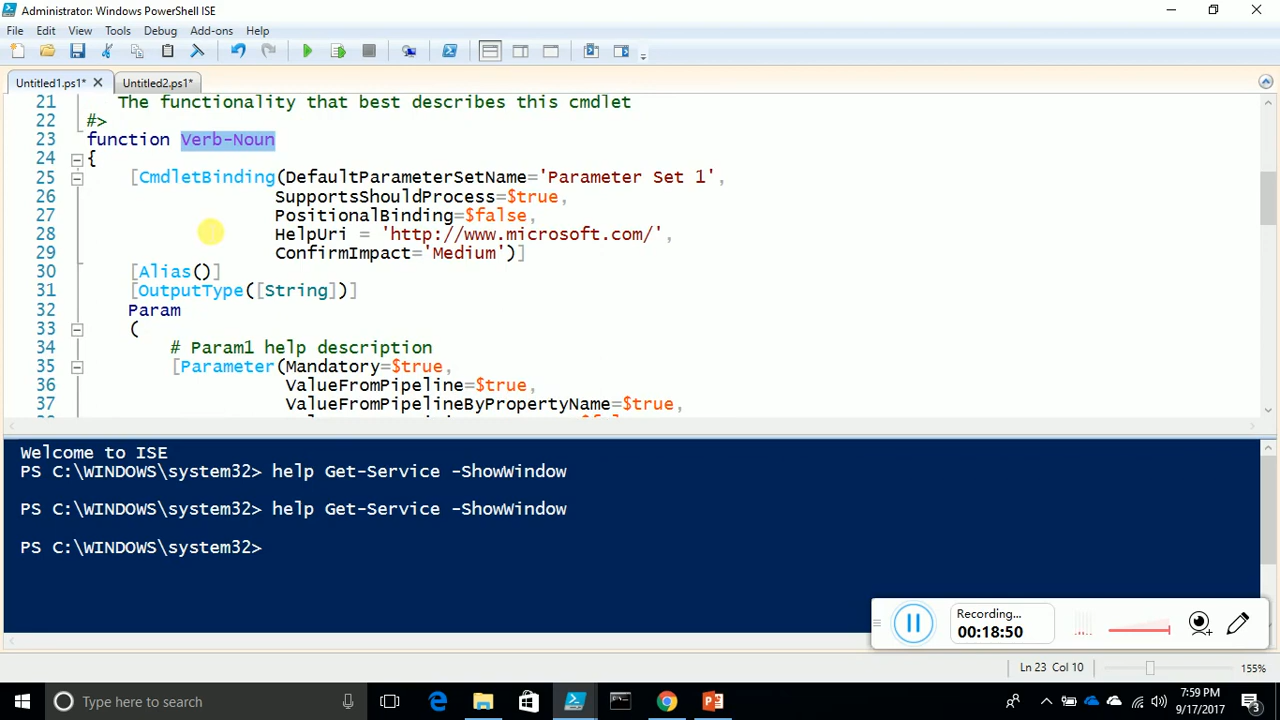 Administrator: Windows PowerShell ISE
File Edit View Tools Debug Add-ons Help
Untitled1.ps1* Untitled2.ps1*
21 The functionality that best describes this cmdlet
22 #>
23 function Verb-Noun
24 {
25 [CmdletBinding(DefaultParameterSetName='Parameter Set 1',
26 SupportsShouldProcess=$true,
27 PositionalBinding=$false,
28 HelpUri = 'http://www.microsoft.com/',
29 ConfirmImpact='Medium')]
30 [Alias()]
31 [OutputType([String])]
32 Param
33 (
34 # Param1 help description
35 [Parameter(Mandatory=$true,
36 ValueFromPipeline=$true,
37 ValueFromPipelineByPropertyName=$true,
Welcome to ISE
PS C:\WINDOWS\system32> help Get-Service -ShowWindow
PS C:\WINDOWS\system32> help Get-Service -ShowWindow
PS C:\WINDOWS\system32>
Recording...
00:18:50
Ln 23 Col 10 155%
Type here to search
7:59 PM
9/17/2017
3